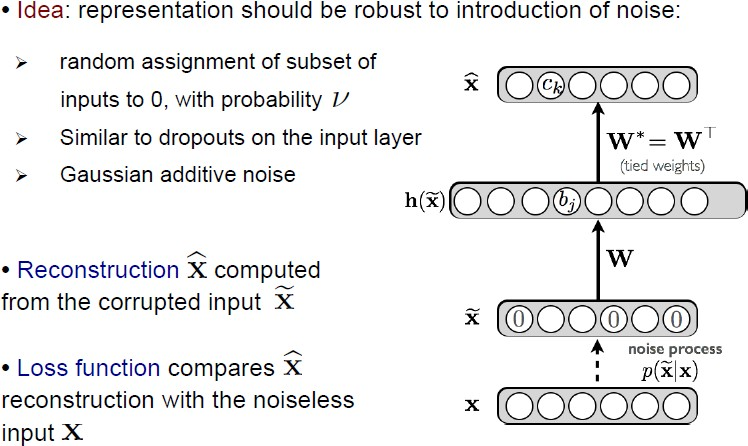 • Idea: representation should be robust to introduction of noise:
➢ random assignment of subset of
inputs to 0, with probability ν
➢ Similar to dropouts on the input layer
➢ Gaussian additive noise
• Reconstruction x̂ computed
from the corrupted input x̃
• Loss function compares x̂
reconstruction with the noiseless
input x
x̂ c_k
W* = W⊤
(tied weights)
h(x̃) b_j
W
x̃ 0 0 0
noise process
p(x̃|x)
x